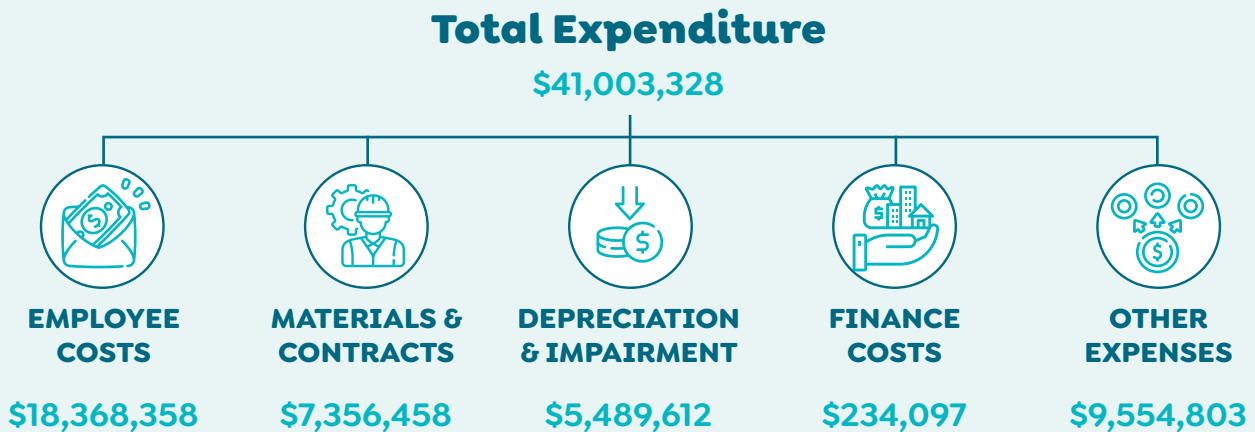 Total Expenditure
$41,003,328
EMPLOYEE
COSTS
$18,368,358
MATERIALS &
CONTRACTS
$7,356,458
DEPRECIATION
& IMPAIRMENT
$5,489,612
FINANCE
COSTS
$234,097
OTHER
EXPENSES
$9,554,803